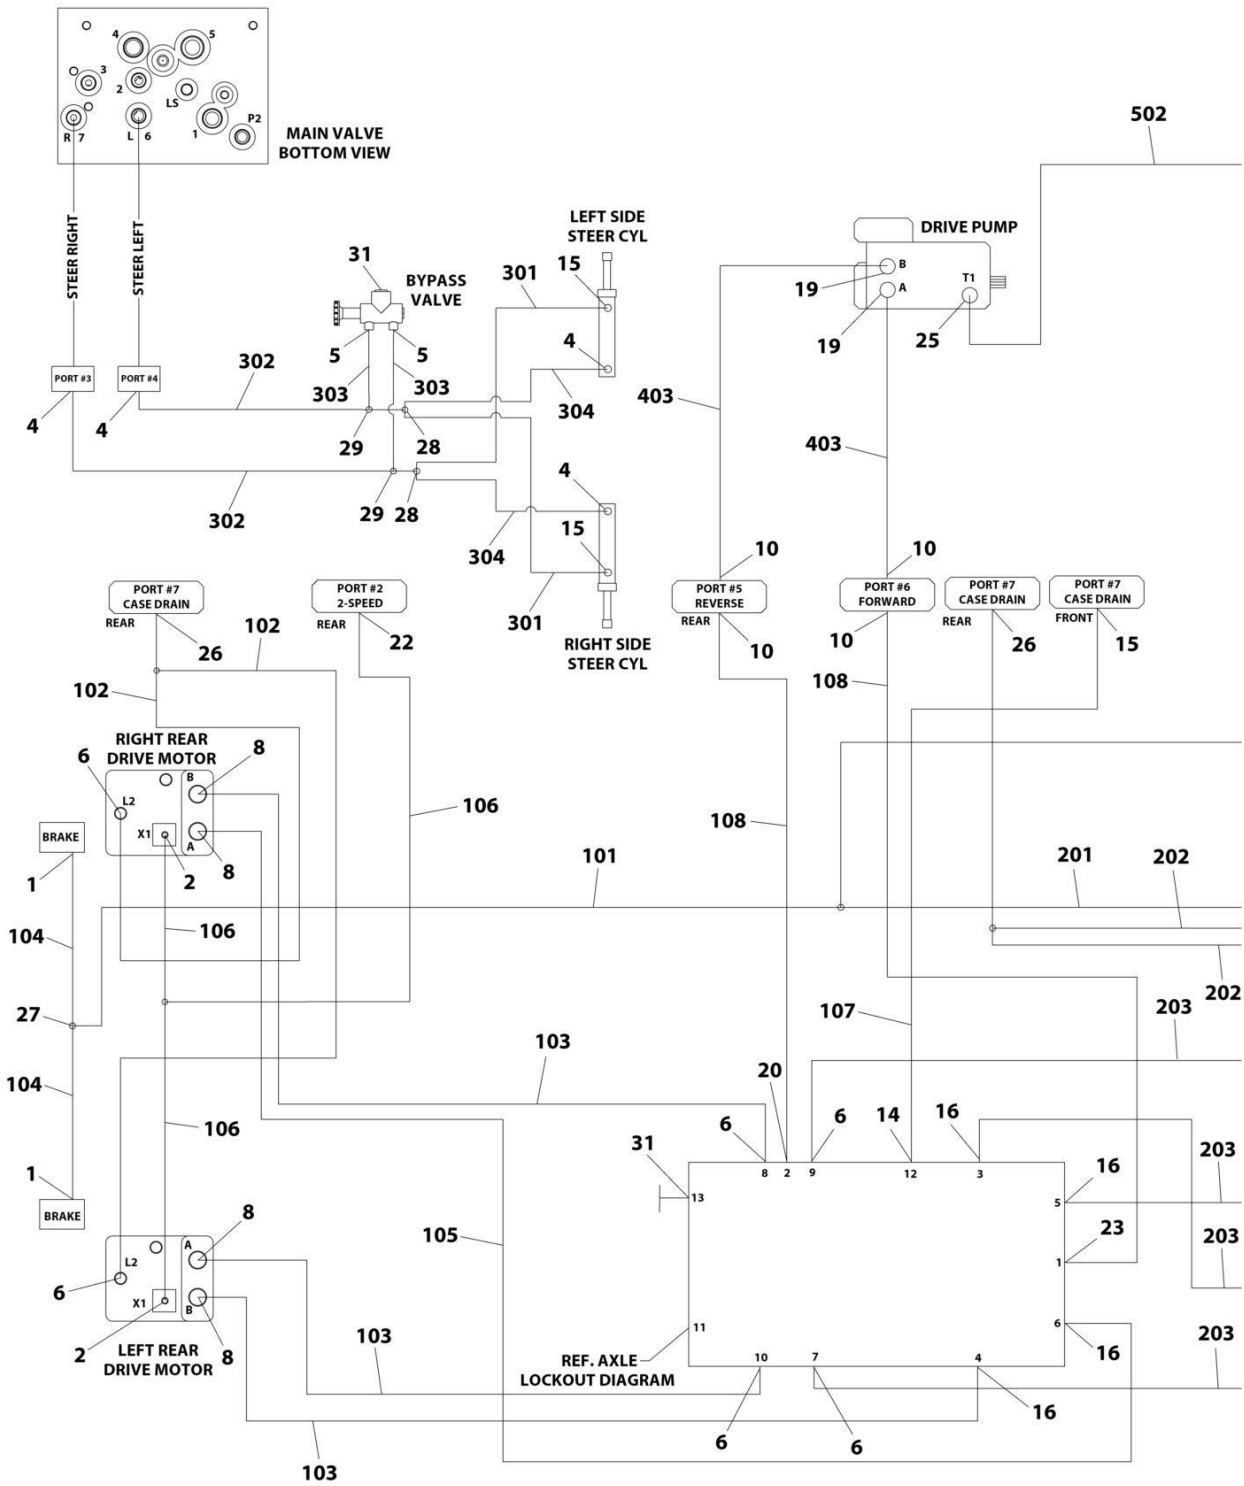 4
5
3
2
LS
1
P2
R 7
L 6
MAIN VALVE
BOTTOM VIEW
502
STEER RIGHT
STEER LEFT
LEFT SIDE
STEER CYL
DRIVE PUMP
31
BYPASS
VALVE
301
15
B
19
A
T1
19
25
5
5
4
PORT #3
PORT #4
302
303
303
304
403
4
4
29
28
403
4
302
29
28
15
304
10
10
PORT #7
CASE DRAIN
REAR
PORT #2
2-SPEED
REAR
301
PORT #5
REVERSE
REAR
PORT #6
FORWARD
PORT #7
CASE DRAIN
REAR
PORT #7
CASE DRAIN
FRONT
26
102
22
RIGHT SIDE
STEER CYL
10
10
26
15
102
108
RIGHT REAR
DRIVE MOTOR
6
8
B
L2
106
108
BRAKE
X1
A
1
2
8
101
201
202
104
106
202
27
107
203
103
104
20
106
6
6
14
16
1
31
8
2
9
12
3
16
203
BRAKE
13
5
8
105
23
203
A
L2
1
6
X1
B
11
6
2
8
103
16
203
LEFT REAR
DRIVE MOTOR
REF. AXLE
LOCKOUT DIAGRAM
10
7
4
16
6
6
103